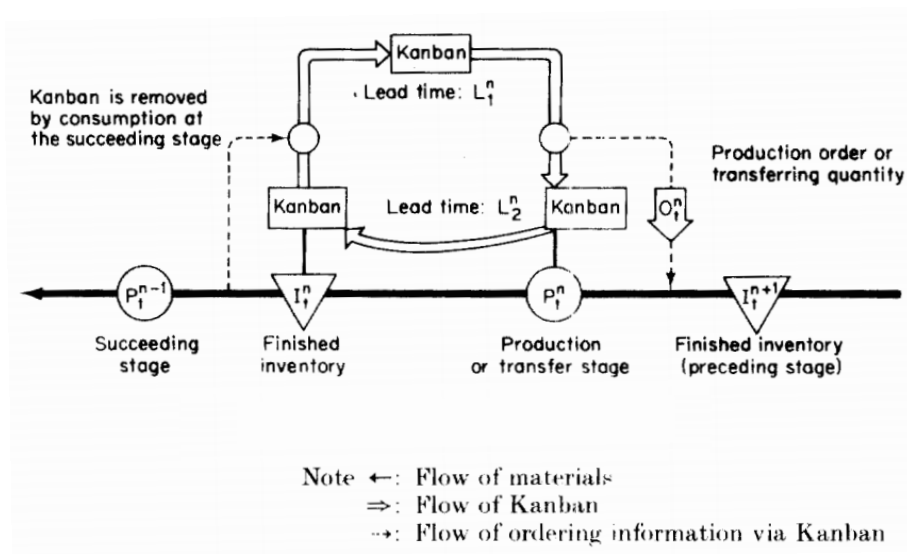 Kanban
Lead time: L₁ⁿ
Kanban is removed
by consumption at
the succeeding stage
Production order or
transferring quantity
Kanban
Lead time: L₂ⁿ
Kanban
Oₜⁿ
Pₜⁿ⁻¹
Iₜⁿ
Pₜⁿ
Iₜⁿ⁺¹
Succeeding
stage
Finished
inventory
Production
or transfer stage
Finished inventory
(preceding stage)
Note ←: Flow of materials
⇒: Flow of Kanban
⇢: Flow of ordering information via Kanban